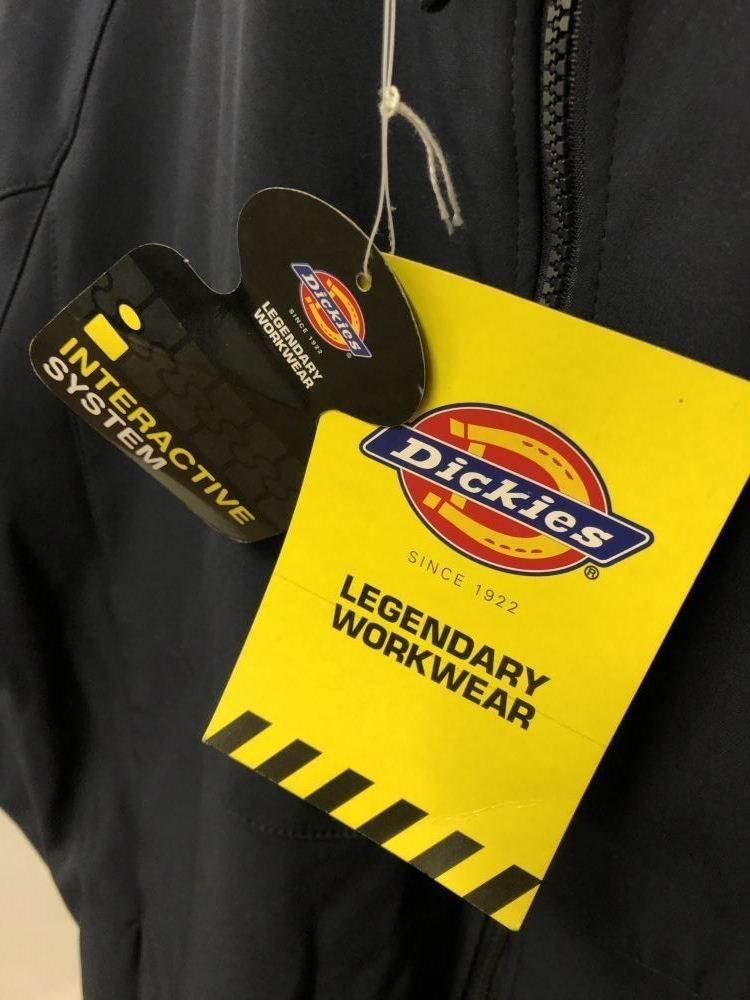 Dickies
SINCE 1922
LEGENDARY
WORKWEAR
INTERACTIVE
SYSTEM
Dickies
®
SINCE 1922
LEGENDARY
WORKWEAR